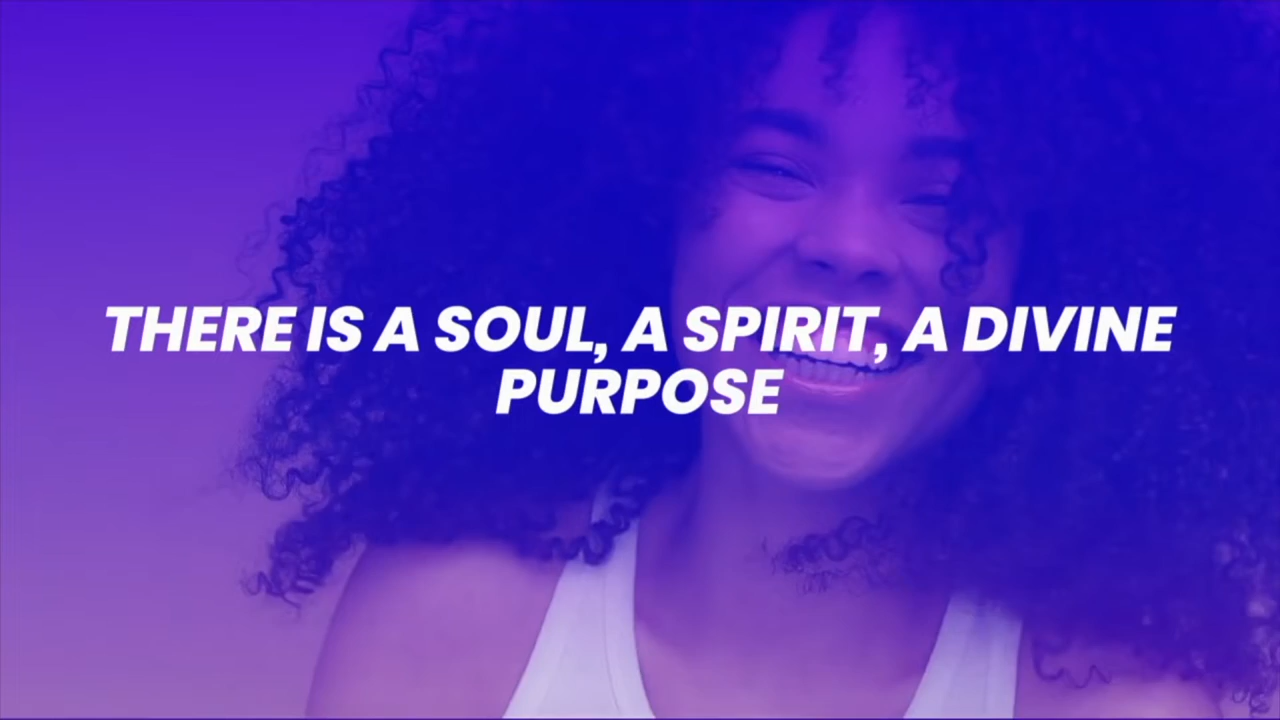 THERE IS A SOUL, A SPIRIT, A DIVINE
PURPOSE